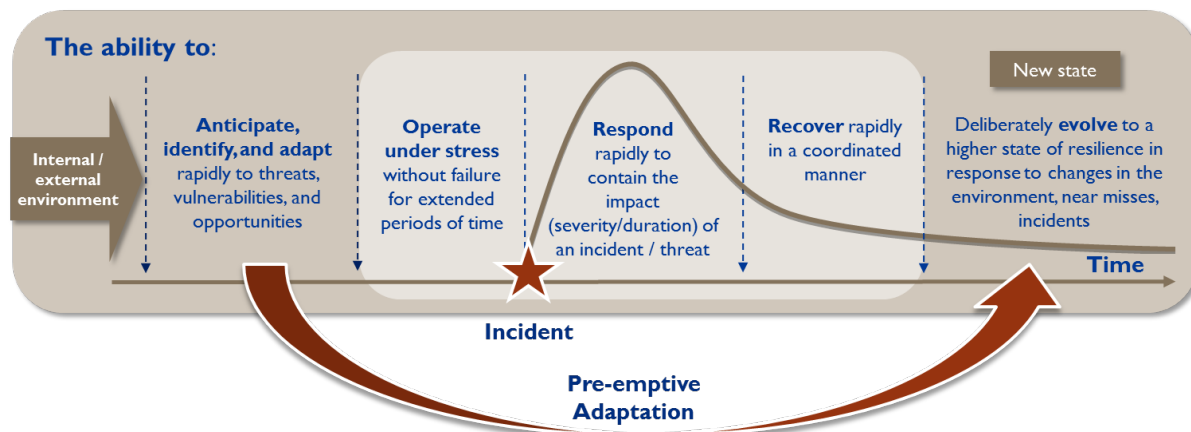 The ability to:
Internal /
external
environment
Anticipate,
identify, and adapt
rapidly to threats,
vulnerabilities, and
opportunities
Operate
under stress
without failure
for extended
periods of time
Respond
rapidly to
contain the
impact
(severity/duration) of
an incident / threat
Recover rapidly
in a coordinated
manner
New state
Deliberately evolve to a
higher state of resilience in
response to changes in the
environment, near misses,
incidents
Time
Incident
Pre-emptive
Adaptation